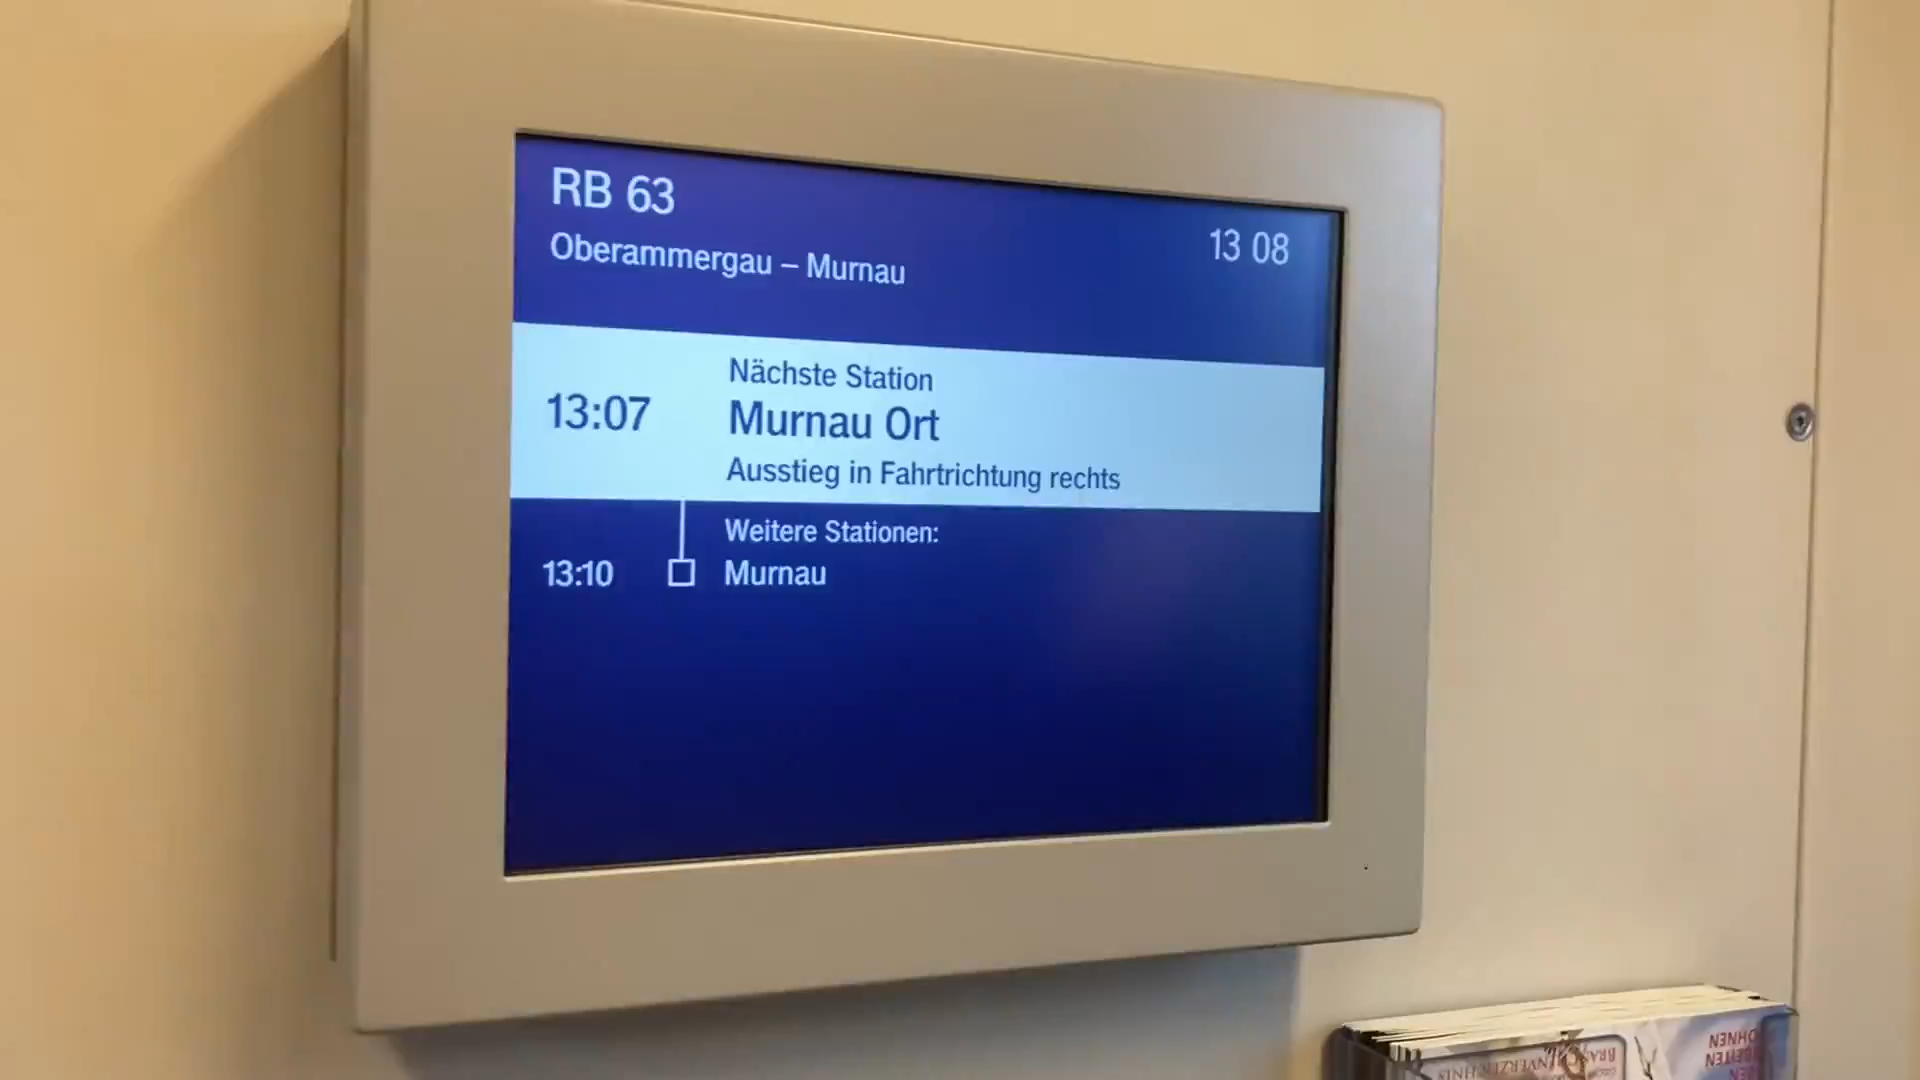 RB 63
13 08
Oberammergau – Murnau
Nächste Station
13:07
Murnau Ort
Ausstieg in Fahrtrichtung rechts
Weitere Stationen:
13:10
Murnau